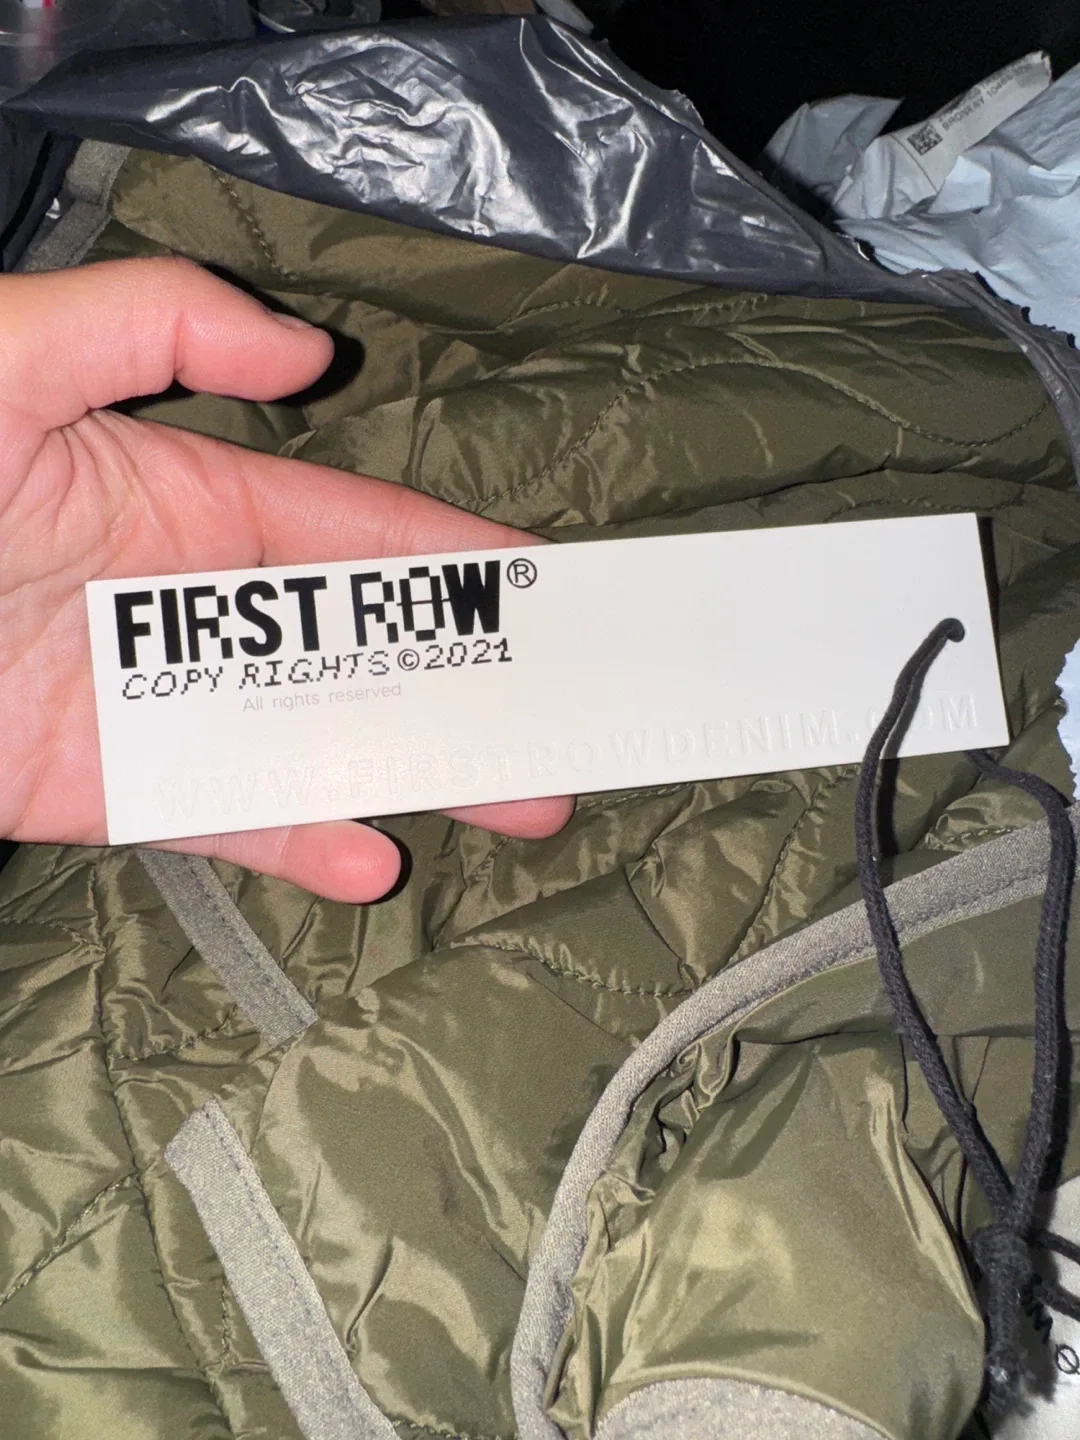 FIRST ROW®
COPY RIGHTS©2021
All rights reserved
WWW.FIRSTROWDENIM.COM